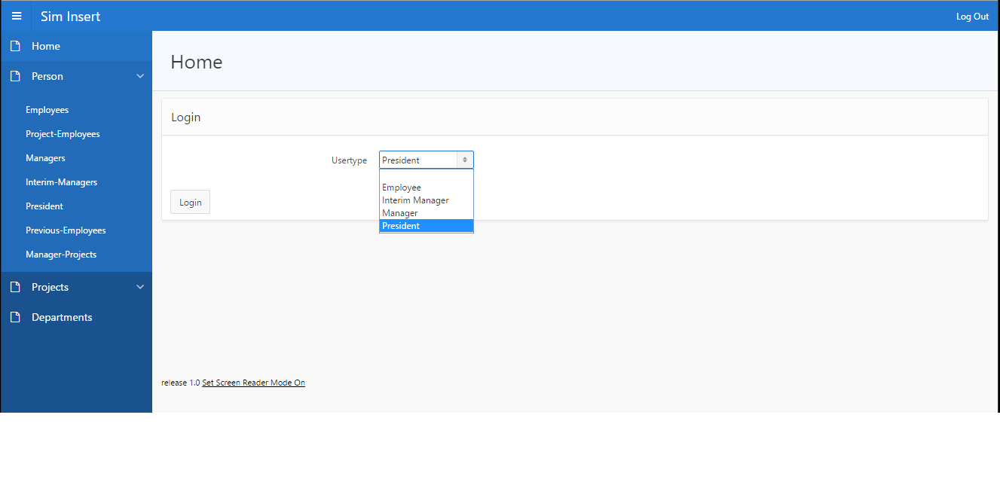 Sim Insert
Log Out
Home
Person
Employees
Project-Employees
Managers
Interim-Managers
President
Previous-Employees
Manager-Projects
Projects
Departments
Home
Login
Usertype President
Employee
Interim Manager
Manager
President
Login
release 1.0 Set Screen Reader Mode On